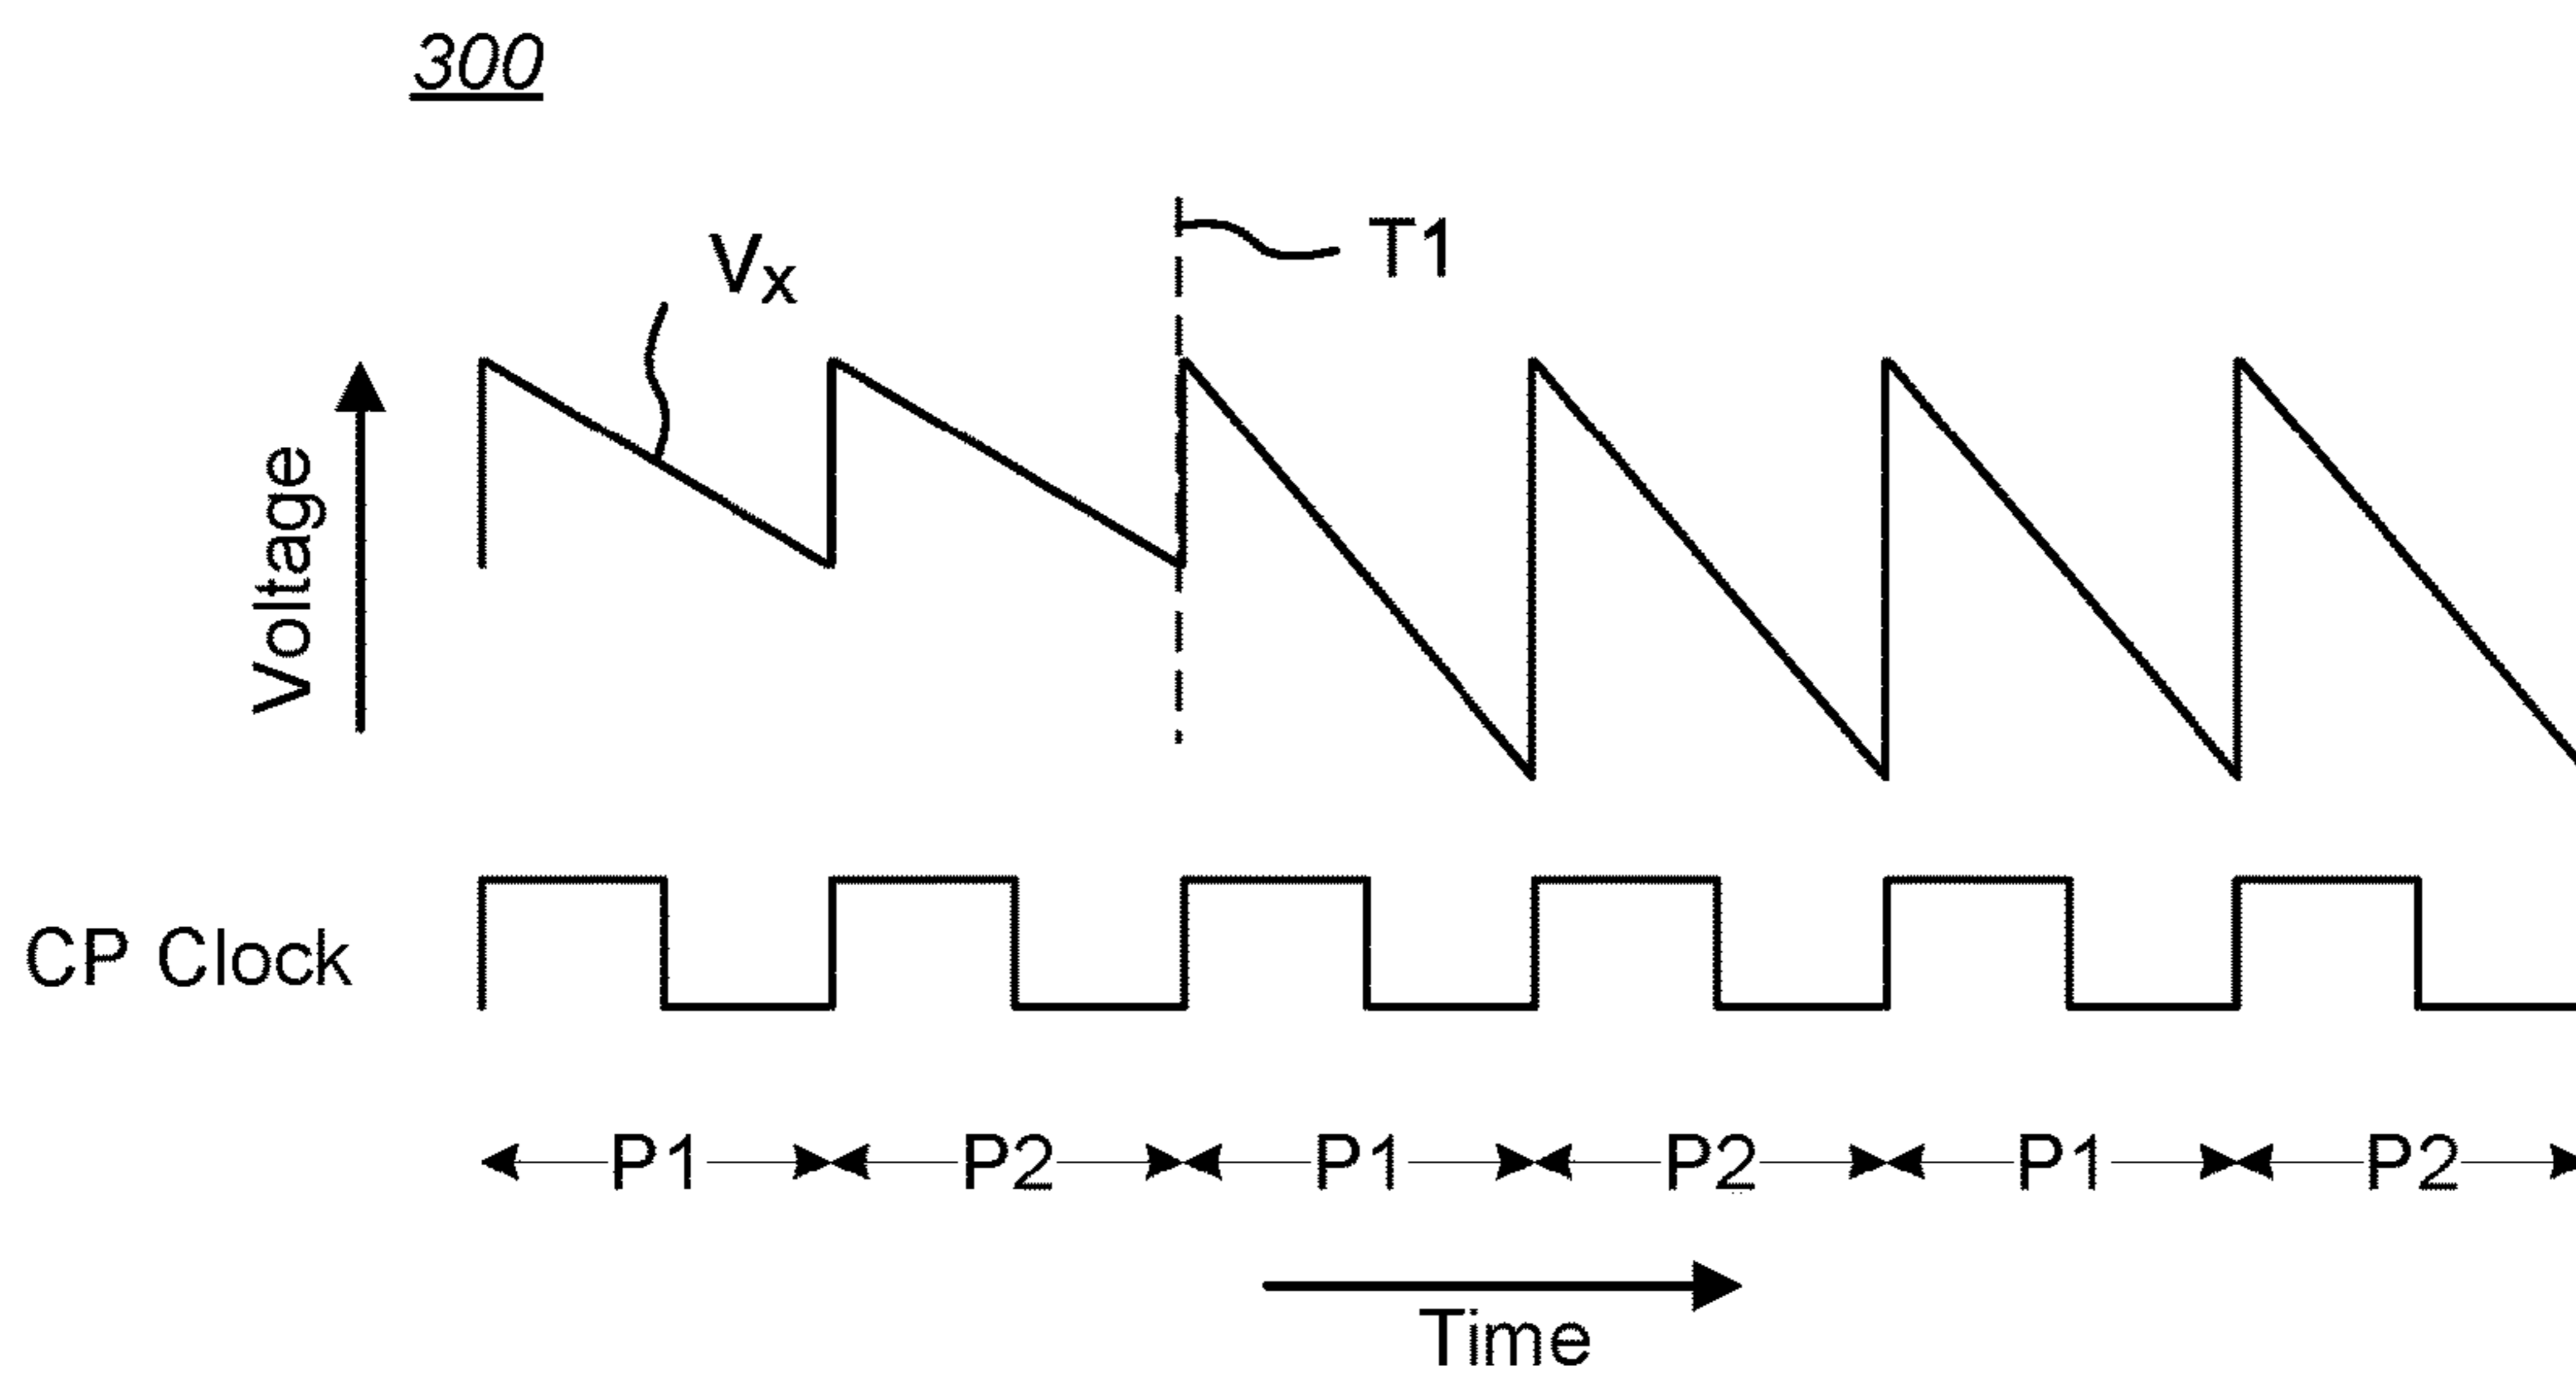 300
T1
Vx
Voltage
CP Clock
P1 P2 P1 P2 P1 P2
Time